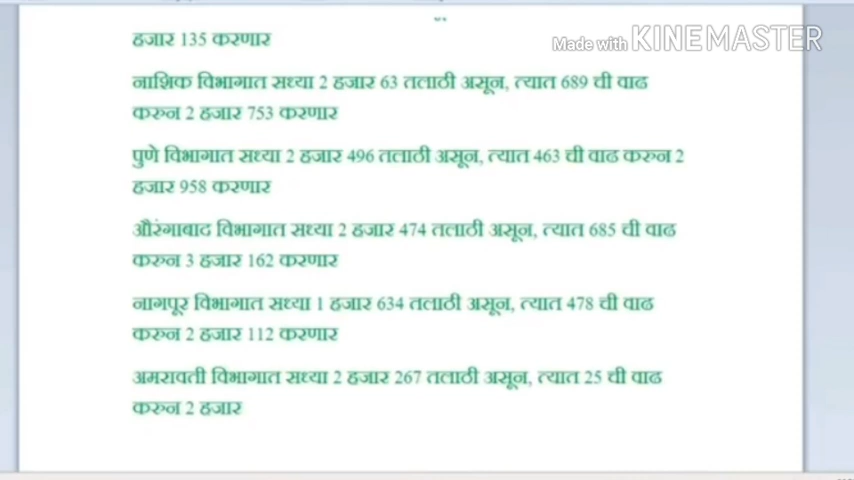 Made with KINEMASTER
हजार 135 करणार
नाशिक विभागात सध्या 2 हजार 63 तलाठी असून, त्यात 689 ची वाढ
करुन 2 हजार 753 करणार
पुणे विभागात सध्या 2 हजार 496 तलाठी असून, त्यात 463 ची वाढ करुन 2
हजार 958 करणार
औरंगाबाद विभागात सध्या 2 हजार 474 तलाठी असून, त्यात 685 ची वाढ
करुन 3 हजार 162 करणार
नागपूर विभागात सध्या 1 हजार 634 तलाठी असून, त्यात 478 ची वाढ
करुन 2 हजार 112 करणार
अमरावती विभागात सध्या 2 हजार 267 तलाठी असून, त्यात 25 ची वाढ
करुन 2 हजार